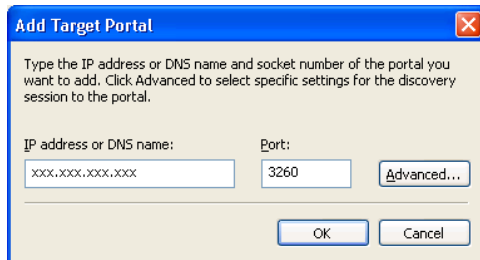 Add Target Portal
Type the IP address or DNS name and socket number of the portal you
want to add. Click Advanced to select specific settings for the discovery
session to the portal.
IP address or DNS name: Port:
xxx.xxx.xxx.xxx 3260 Advanced...
OK Cancel